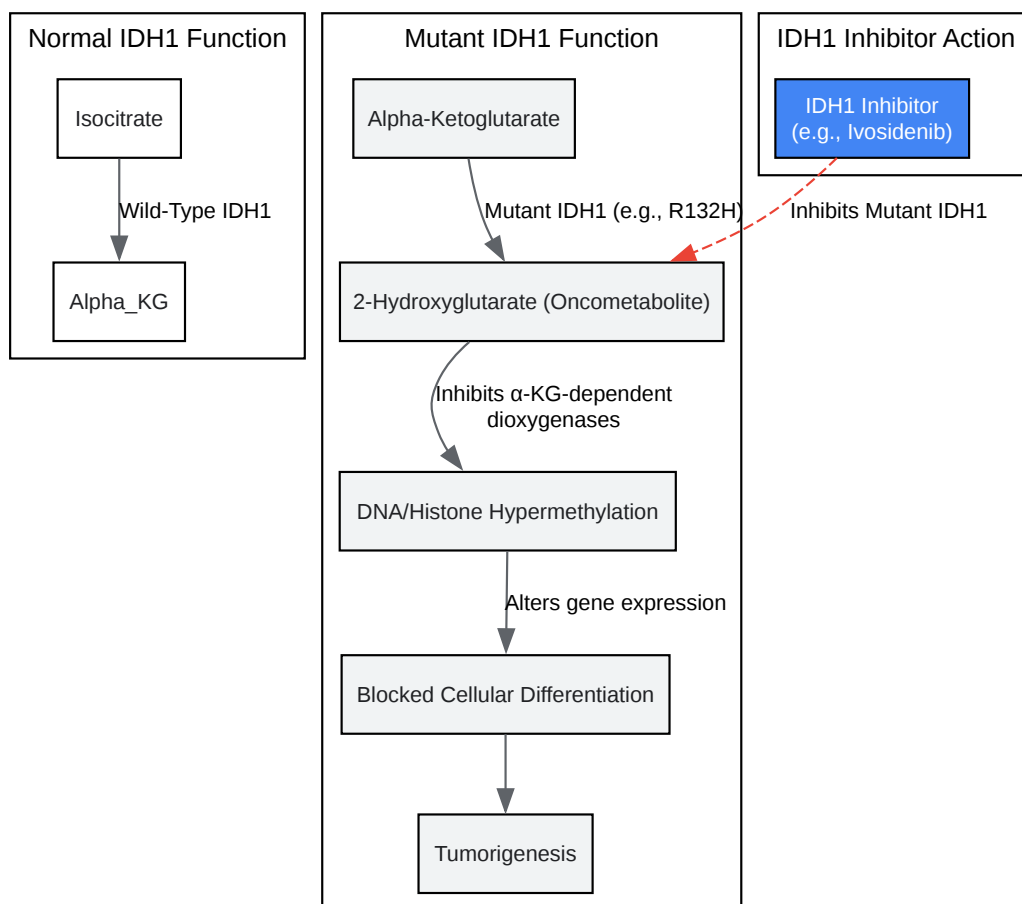 Normal IDH1 Function
Isocitrate
Wild-Type IDH1
Alpha_KG
Mutant IDH1 Function
Alpha-Ketoglutarate
Mutant IDH1 (e.g., R132H)
2-Hydroxyglutarate (Oncometabolite)
Inhibits α-KG-dependent
dioxygenases
DNA/Histone Hypermethylation
Alters gene expression
Blocked Cellular Differentiation
Tumorigenesis
IDH1 Inhibitor Action
IDH1 Inhibitor
(e.g., Ivosidenib)
Inhibits Mutant IDH1